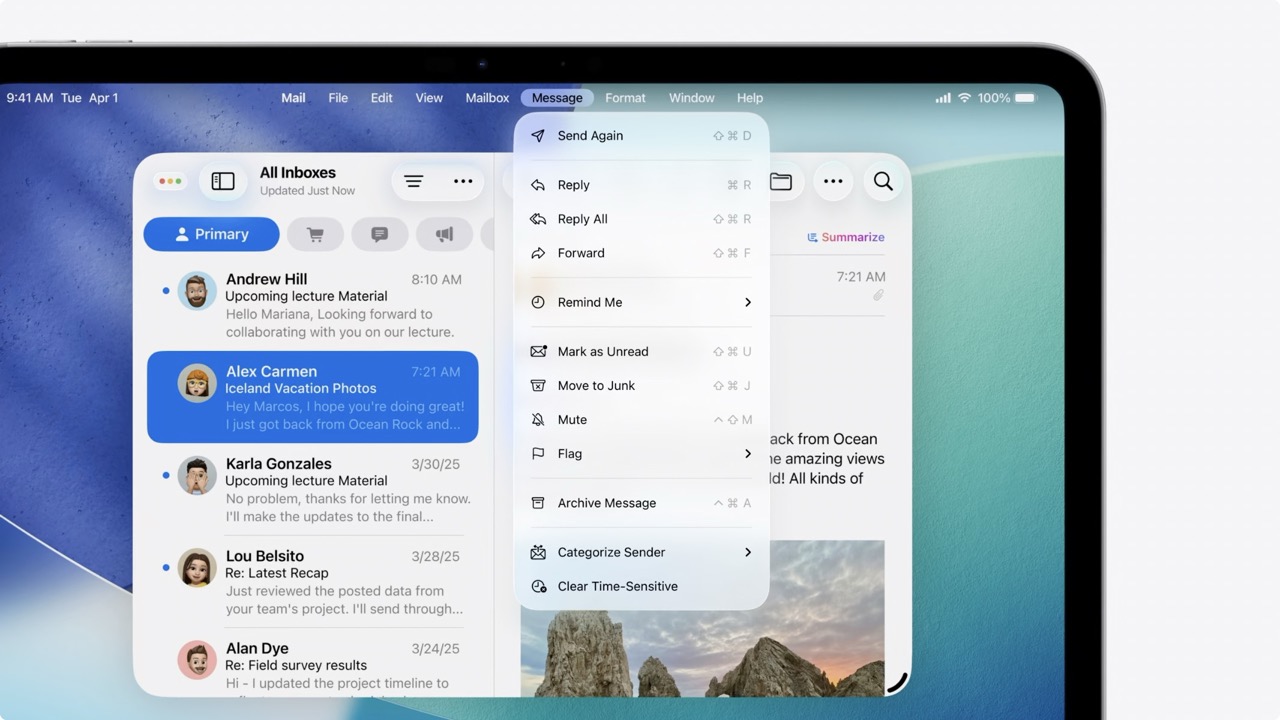 9:41 AM Tue Apr 1
Mail File Edit View Mailbox Message Format Window Help
100%
All Inboxes
Updated Just Now
Primary
Andrew Hill 8:10 AM
Upcoming lecture Material
Hello Mariana, Looking forward to
collaborating with you on our lecture.
Alex Carmen 7:21 AM
Iceland Vacation Photos
Hey Marcos, I hope you're doing great!
I just got back from Ocean Rock and...
Karla Gonzales 3/30/25
Upcoming lecture Material
No problem, thanks for letting me know.
I'll make the updates to the final...
Lou Belsito 3/28/25
Re: Latest Recap
Just reviewed the posted data from
your team's project. I'll send through...
Alan Dye 3/24/25
Re: Field survey results
Hi - I updated the project timeline to
Send Again ⇧ ⌘ D
Reply ⌘ R
Reply All ⇧ ⌘ R
Forward ⇧ ⌘ F
Remind Me
Mark as Unread ⇧ ⌘ U
Move to Junk ⇧ ⌘ J
Mute ^ ⇧ M
Flag
Archive Message ^ ⌘ A
Categorize Sender
Clear Time-Sensitive
Summarize
7:21 AM
ack from Ocean
amazing views
ld! All kinds of